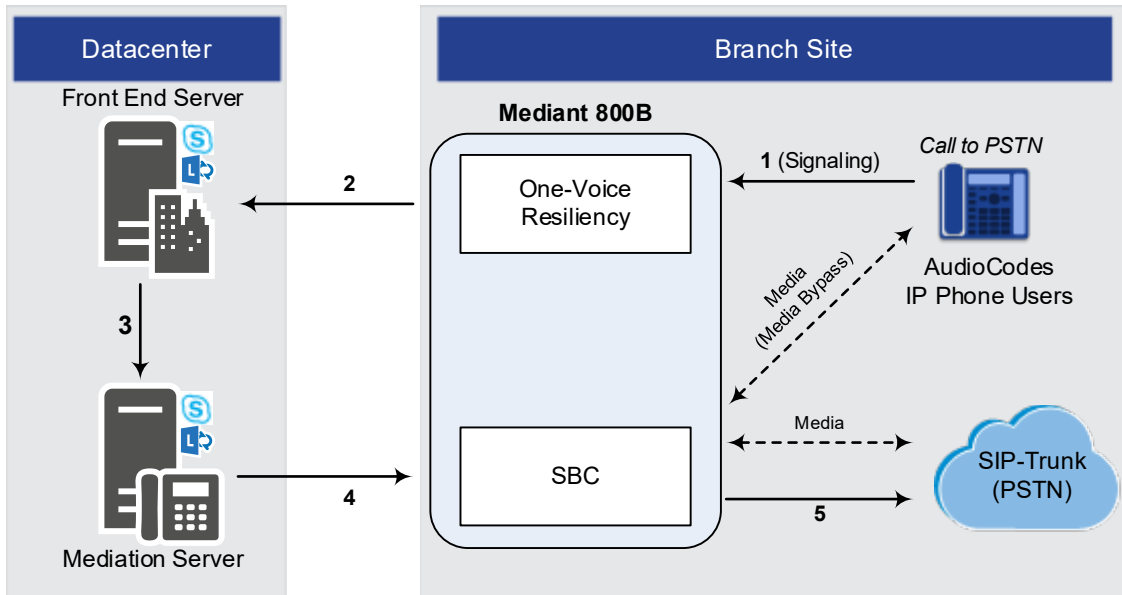 Datacenter
Front End Server
S
L
3
S
L
Mediation Server
2
4
Branch Site
Mediant 800B
One-Voice
Resiliency
SBC
1 (Signaling)
Call to PSTN
AudioCodes
IP Phone Users
Media
(Media Bypass)
Media
SIP-Trunk
(PSTN)
5